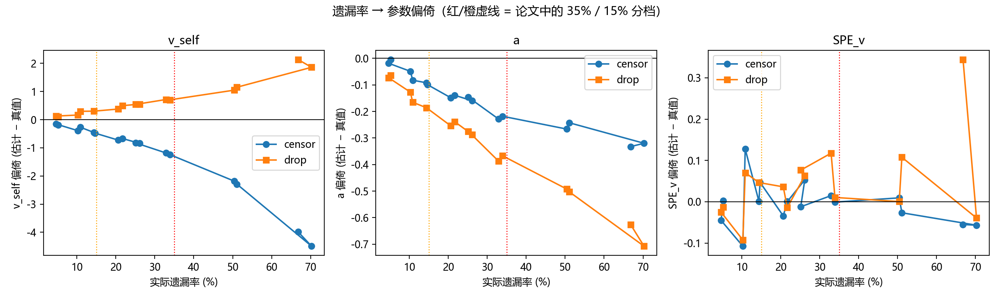 遗漏率 → 参数偏倚（红/橙虚线 = 论文中的 35% / 15% 分档）
v_self
v_self 偏倚 (估计 − 真值)
2
1
0
-1
-2
-3
-4
censor
drop
10 20 30 40 50 60 70
实际遗漏率 (%)
a
a 偏倚 (估计 − 真值)
0.0
-0.1
-0.2
-0.3
-0.4
-0.5
-0.6
-0.7
censor
drop
10 20 30 40 50 60 70
实际遗漏率 (%)
SPE_v
SPE_v 偏倚 (估计 − 真值)
0.3
0.2
0.1
0.0
-0.1
censor
drop
10 20 30 40 50 60 70
实际遗漏率 (%)